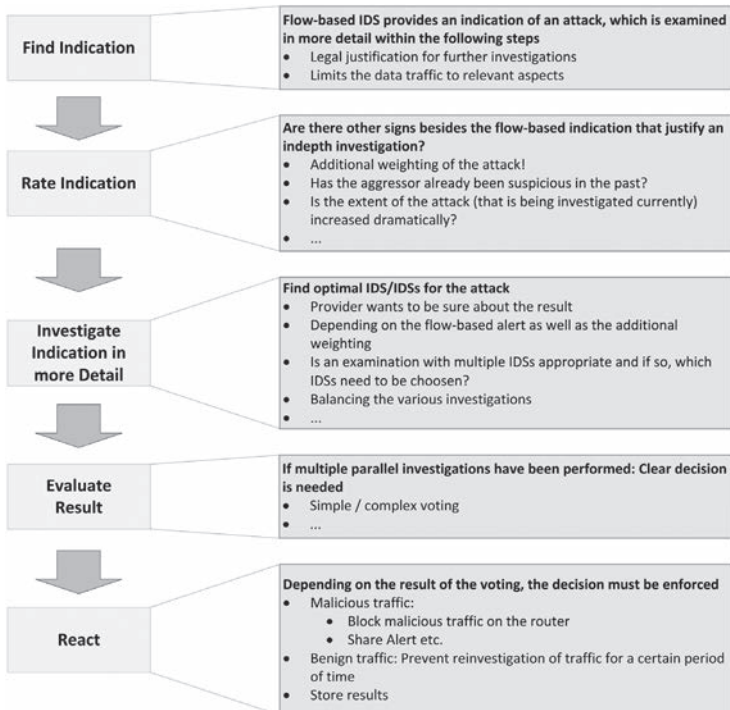 Find Indication
Flow-based IDS provides an indication of an attack, which is examined
in more detail within the following steps
• Legal justification for further investigations
• Limits the data traffic to relevant aspects
Rate Indication
Are there other signs besides the flow-based indication that justify an
indepth investigation?
• Additional weighting of the attack!
• Has the aggressor already been suspicious in the past?
• Is the extent of the attack (that is being investigated currently)
increased dramatically?
• ...
Investigate
Indication in
more Detail
Find optimal IDS/IDSs for the attack
• Provider wants to be sure about the result
• Depending on the flow-based alert as well as the additional
weighting
• Is an examination with multiple IDSs appropriate and if so, which
IDSs need to be choosen?
• Balancing the various investigations
• ...
Evaluate
Result
If multiple parallel investigations have been performed: Clear decision
is needed
• Simple / complex voting
• ...
React
Depending on the result of the voting, the decision must be enforced
• Malicious traffic:
• Block malicious traffic on the router
• Share Alert etc.
• Benign traffic: Prevent reinvestigation of traffic for a certain period
of time
• Store results